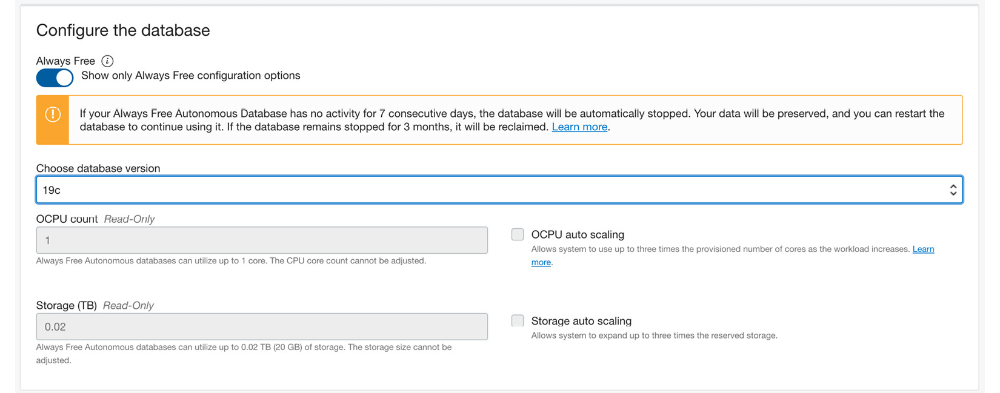 Configure the database
Always Free
Show only Always Free configuration options
If your Always Free Autonomous Database has no activity for 7 consecutive days, the database will be automatically stopped. Your data will be preserved, and you can restart the
database to continue using it. If the database remains stopped for 3 months, it will be reclaimed. Learn more.
Choose database version
19c
OCPU count Read-Only
1
Always Free Autonomous databases can utilize up to 1 core. The CPU core count cannot be adjusted.
OCPU auto scaling
Allows system to use up to three times the provisioned number of cores as the workload increases. Learn
more.
Storage (TB) Read-Only
0.02
Always Free Autonomous databases can utilize up to 0.02 TB (20 GB) of storage. The storage size cannot be
adjusted.
Storage auto scaling
Allows system to expand up to three times the reserved storage.